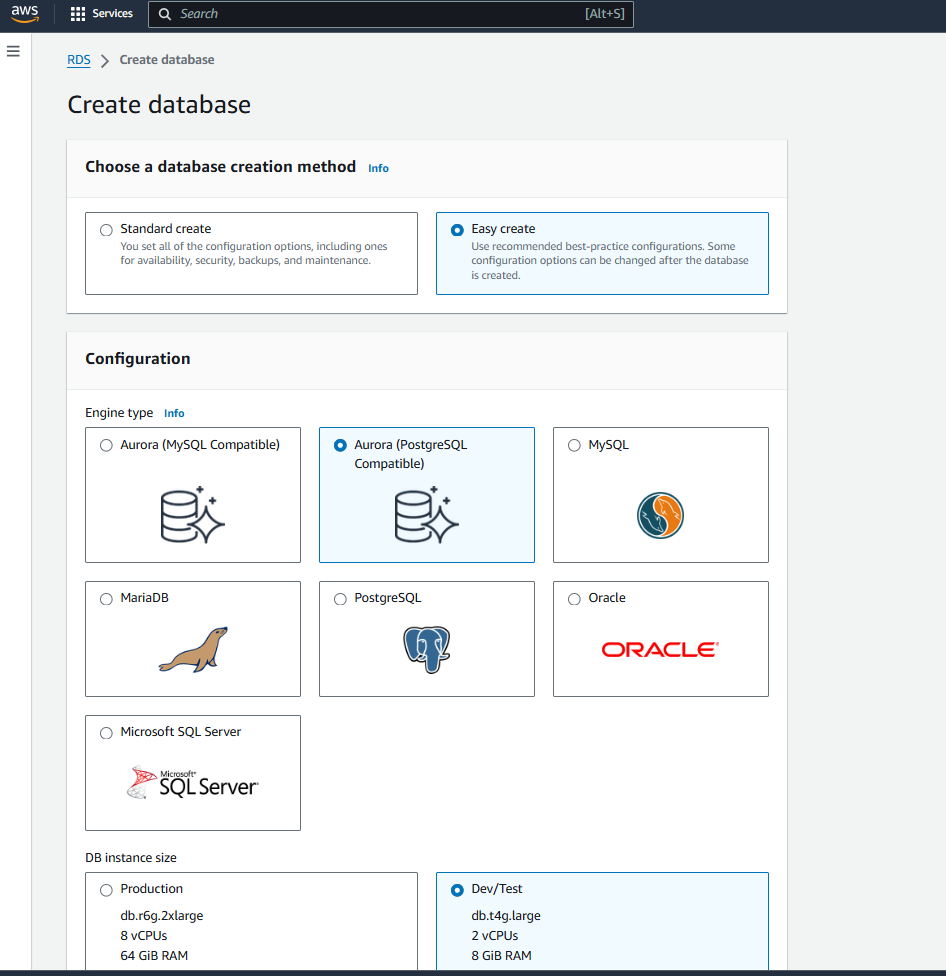 aws
Services
Search
[Alt+S]
RDS
Create database
Create database
Choose a database creation method
Info
Standard create
You set all of the configuration options, including ones
for availability, security, backups, and maintenance.
Easy create
Use recommended best-practice configurations. Some
configuration options can be changed after the database
is created.
Configuration
Engine type
Info
Aurora (MySQL Compatible)
Aurora (PostgreSQL
Compatible)
MySQL
MariaDB
PostgreSQL
Oracle
ORACLE®
Microsoft SQL Server
Microsoft®
SQL Server®
DB instance size
Production
db.r6g.2xlarge
8 vCPUs
64 GiB RAM
Dev/Test
db.t4g.large
2 vCPUs
8 GiB RAM